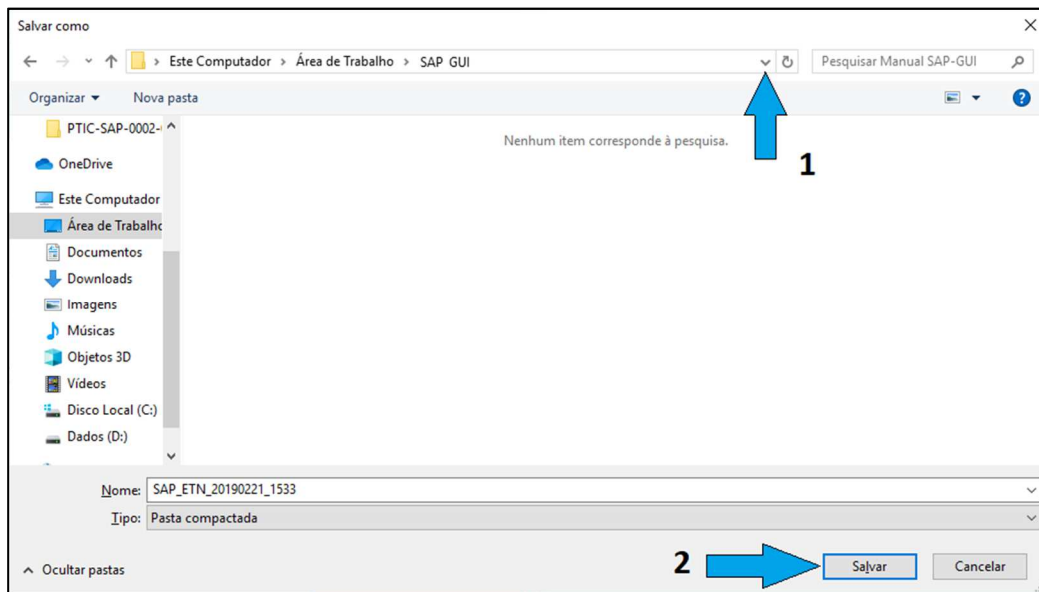 Salvar como
Este Computador > Área de Trabalho > SAP GUI
Pesquisar Manual SAP-GUI
Organizar
Nova pasta
PTIC-SAP-0002-
Nenhum item corresponde à pesquisa.
1
OneDrive
Este Computador
Área de Trabalho
Documentos
Downloads
Imagens
Músicas
Objetos 3D
Vídeos
Disco Local (C:)
Dados (D:)
Nome: SAP_ETN_20190221_1533
Tipo: Pasta compactada
Ocultar pastas
2
Salvar
Cancelar